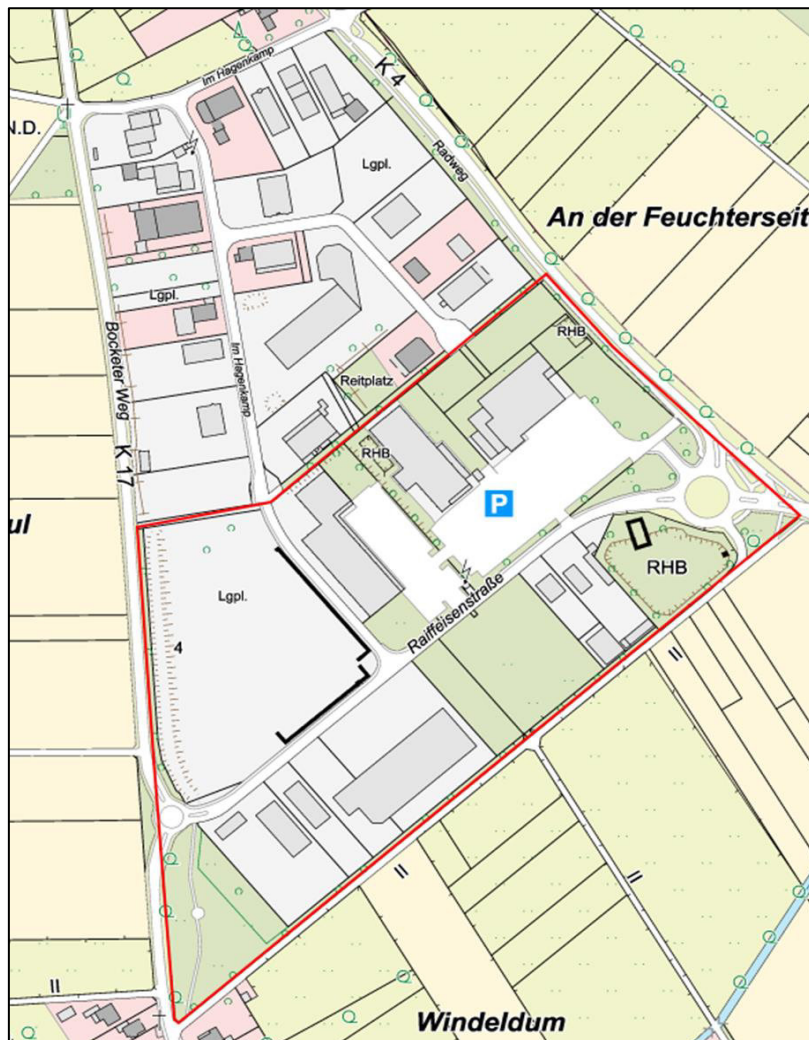 Im Hagenkamp
K 4
N.D.
Lgpl.
Radweg
An der Feuchterseit
Lgpl.
Bocketer Weg
Im Hagenkamp
RHB
Reitplatz
K 17
RHB
P
ul
RHB
Lgpl.
Raiffeisenstraße
4
II
II
II
II
Windeldum